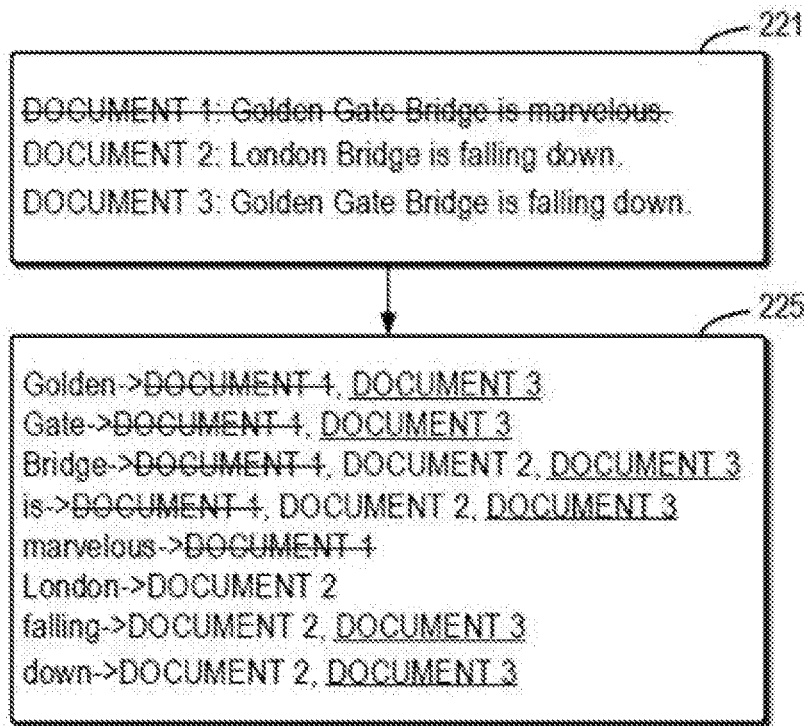 221
DOCUMENT 1: Golden Gate Bridge is marvelous.
DOCUMENT 2: London Bridge is falling down.
DOCUMENT 3: Golden Gate Bridge is falling down.
225
Golden->DOCUMENT 1, DOCUMENT 3
Gate->DOCUMENT 1, DOCUMENT 3
Bridge->DOCUMENT 1, DOCUMENT 2, DOCUMENT 3
is->DOCUMENT 1, DOCUMENT 2, DOCUMENT 3
marvelous->DOCUMENT 1
London->DOCUMENT 2
falling->DOCUMENT 2, DOCUMENT 3
down->DOCUMENT 2, DOCUMENT 3